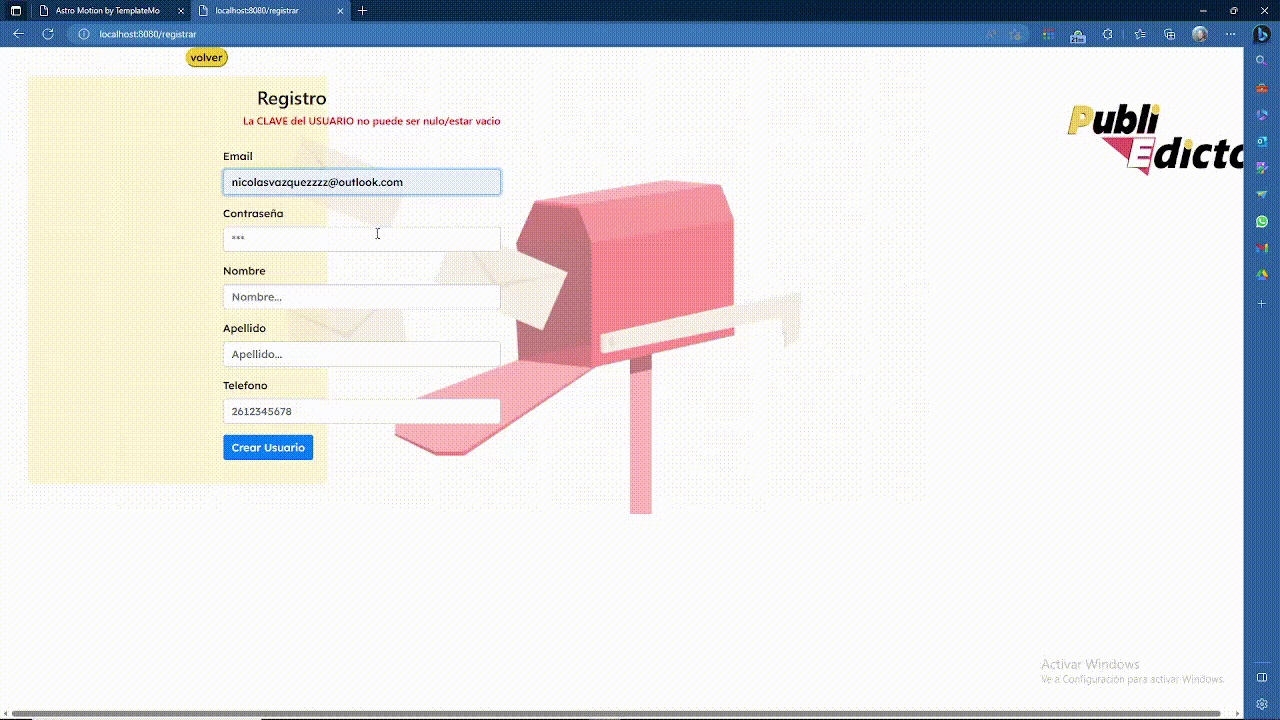 Astro Motion by TemplateMo
localhost:8080/registrar
localhost:8080/registrar
21m
volver
Registro
La CLAVE del USUARIO no puede ser nulo/estar vacio
Email
nicolasvazquezzzz@outlook.com
Contraseña
***
Nombre
Nombre...
Apellido
Apellido...
Telefono
2612345678
Crear Usuario
Publi
Edicto
Activar Windows
Ve a Configuración para activar Windows.